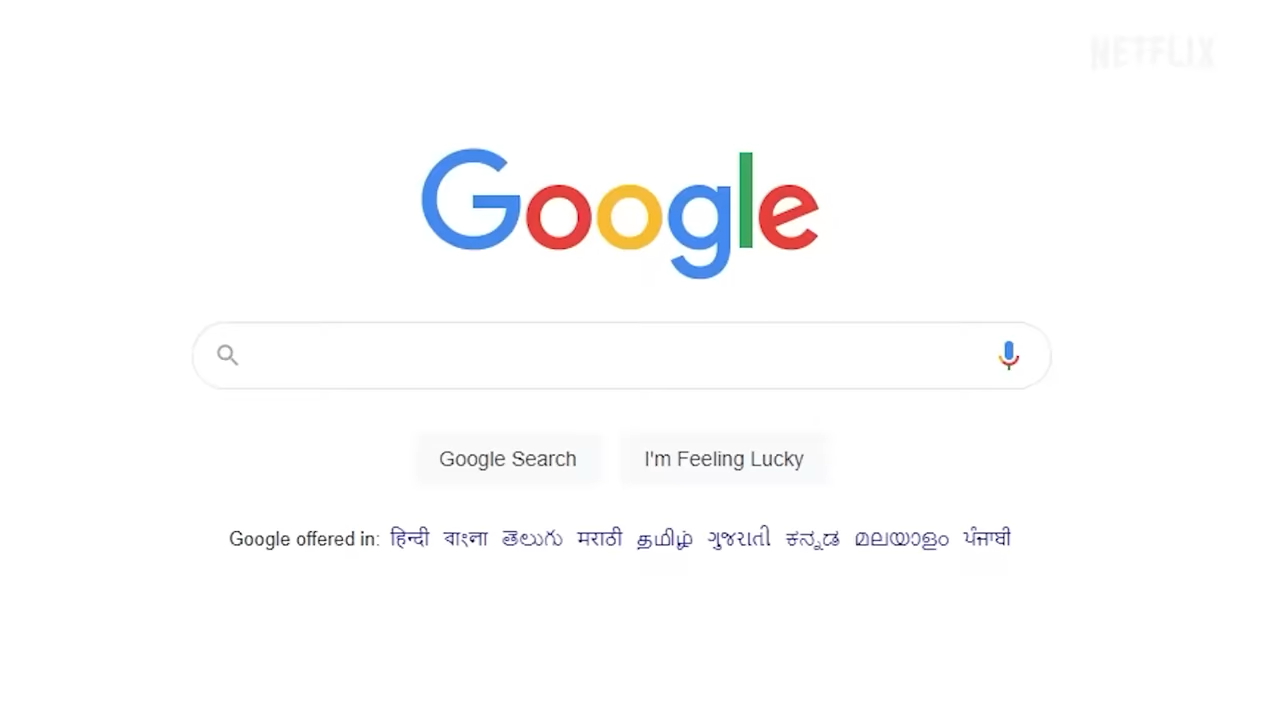 NETFLIX
Google
Google Search I'm Feeling Lucky
Google offered in: हिन्दी বাংলা తెలుగు मराठी தமிழ் ગુજરાતી ಕನ್ನಡ മലയാളം ਪੰਜਾਬੀ